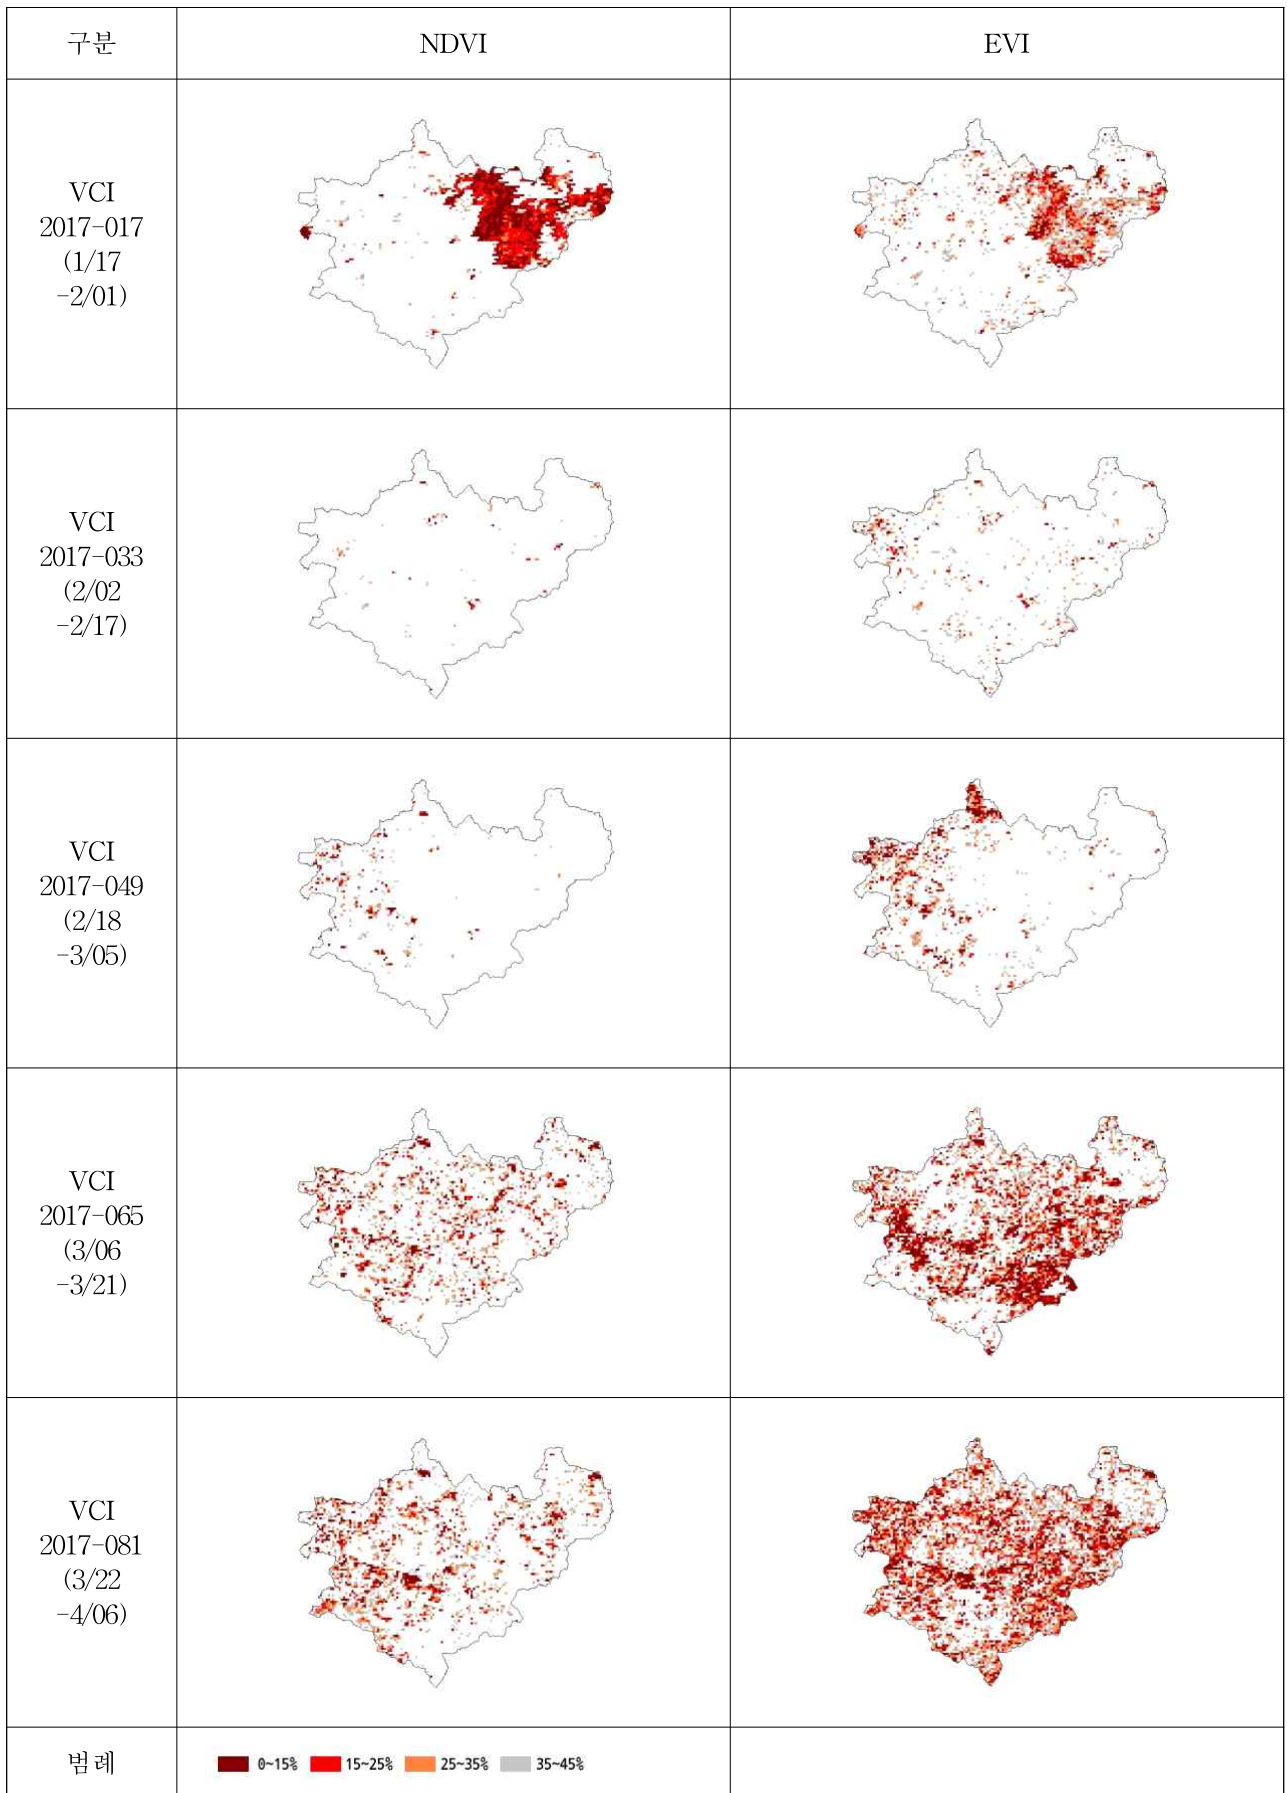 구분 NDVI EVI
VCI
2017-017
(1/17
-2/01)
VCI
2017-033
(2/02
-2/17)
VCI
2017-049
(2/18
-3/05)
VCI
2017-065
(3/06
-3/21)
VCI
2017-081
(3/22
-4/06)
범례 0~15% 15~25% 25~35% 35~45%